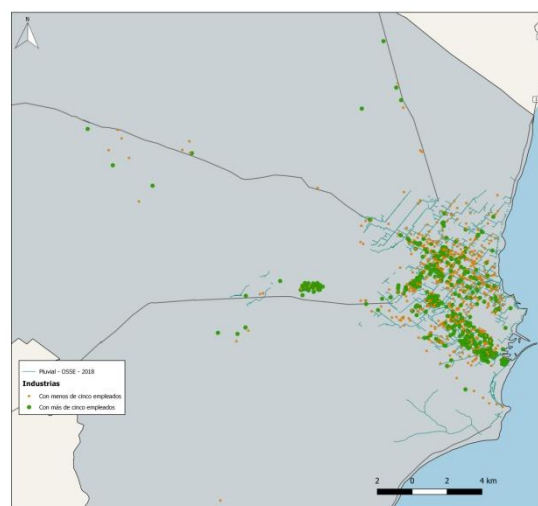 N
Pluvial - OSSE - 2018
Industrias
Con menos de cinco empleados
Con más de cinco empleados
2 0 2 4 km